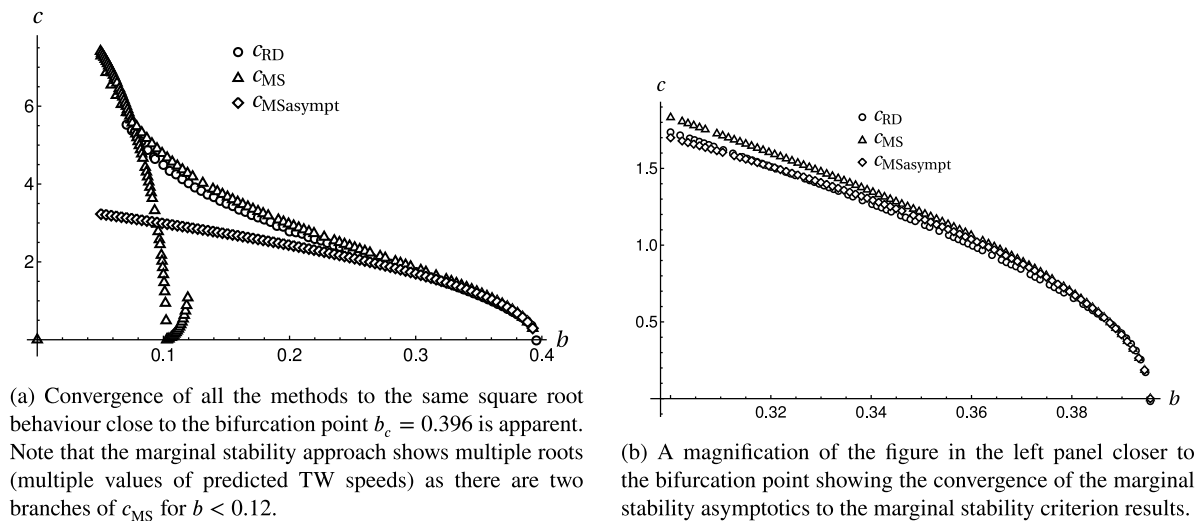 c
c_RD
c_MS
c_MSasympt
6
4
2
0.1
0.2
0.3
0.4
b
(a) Convergence of all the methods to the same square root
behaviour close to the bifurcation point b_c = 0.396 is apparent.
Note that the marginal stability approach shows multiple roots
(multiple values of predicted TW speeds) as there are two
branches of c_MS for b < 0.12.
c
c_RD
c_MS
c_MSasympt
1.5
1.0
0.5
0.32
0.34
0.36
0.38
b
(b) A magnification of the figure in the left panel closer to
the bifurcation point showing the convergence of the marginal
stability asymptotics to the marginal stability criterion results.